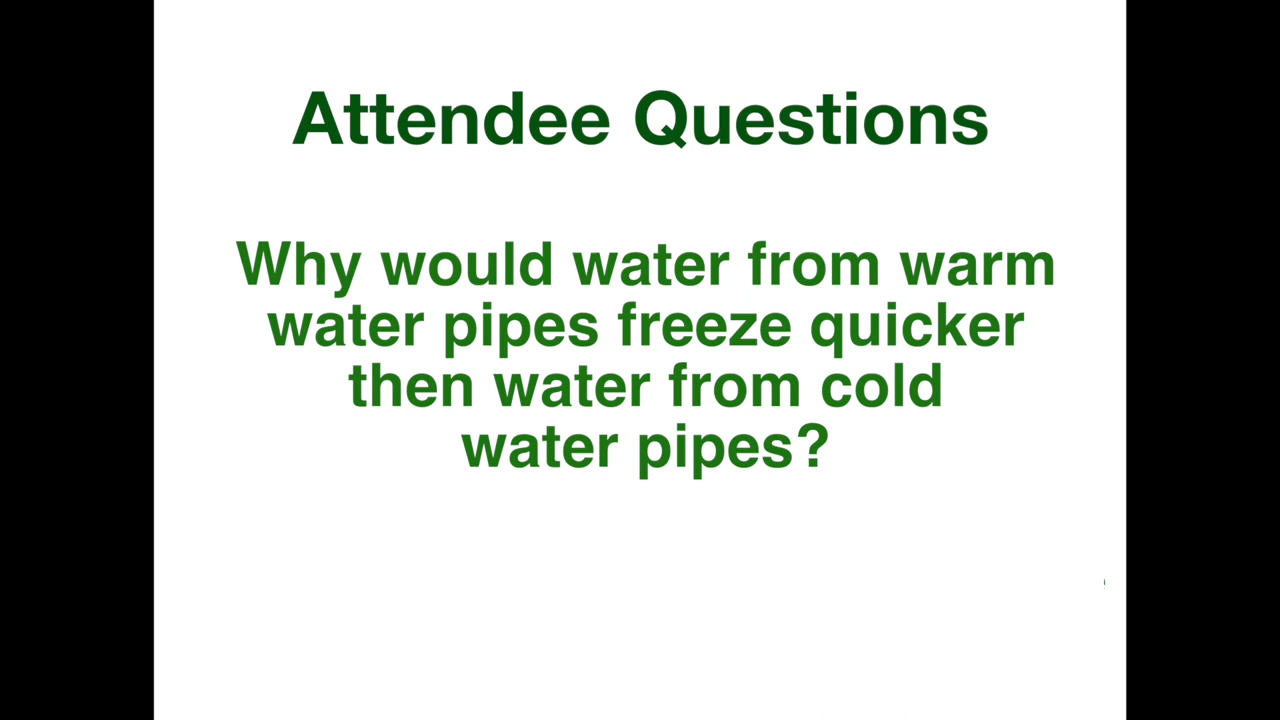 Attendee Questions
Why would water from warm
water pipes freeze quicker
then water from cold
water pipes?